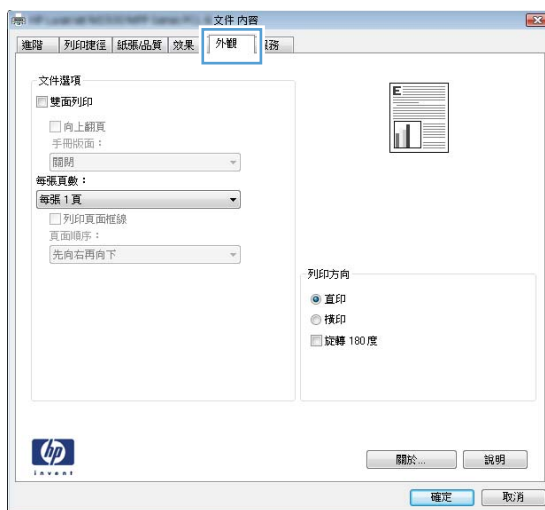 文件 內容
進階 列印捷徑 紙張/品質 效果 外觀 服務
文件選項
雙面列印
向上翻頁
手冊版面：
關閉
每張頁數：
每張 1 頁
列印頁面框線
頁面順序：
先向右再向下
E
列印方向
直印
橫印
旋轉 180 度
hp
invent
關於... 說明
確定 取消